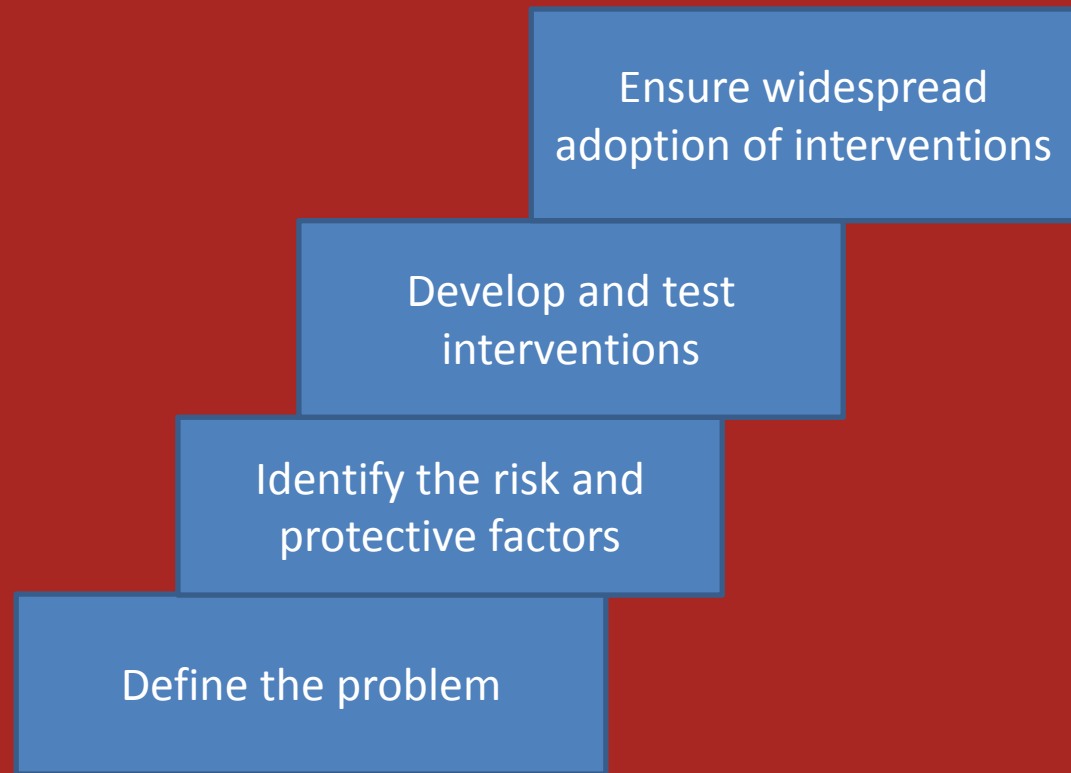 Ensure widespread
adoption of interventions
Develop and test
interventions
Identify the risk and
protective factors
Define the problem